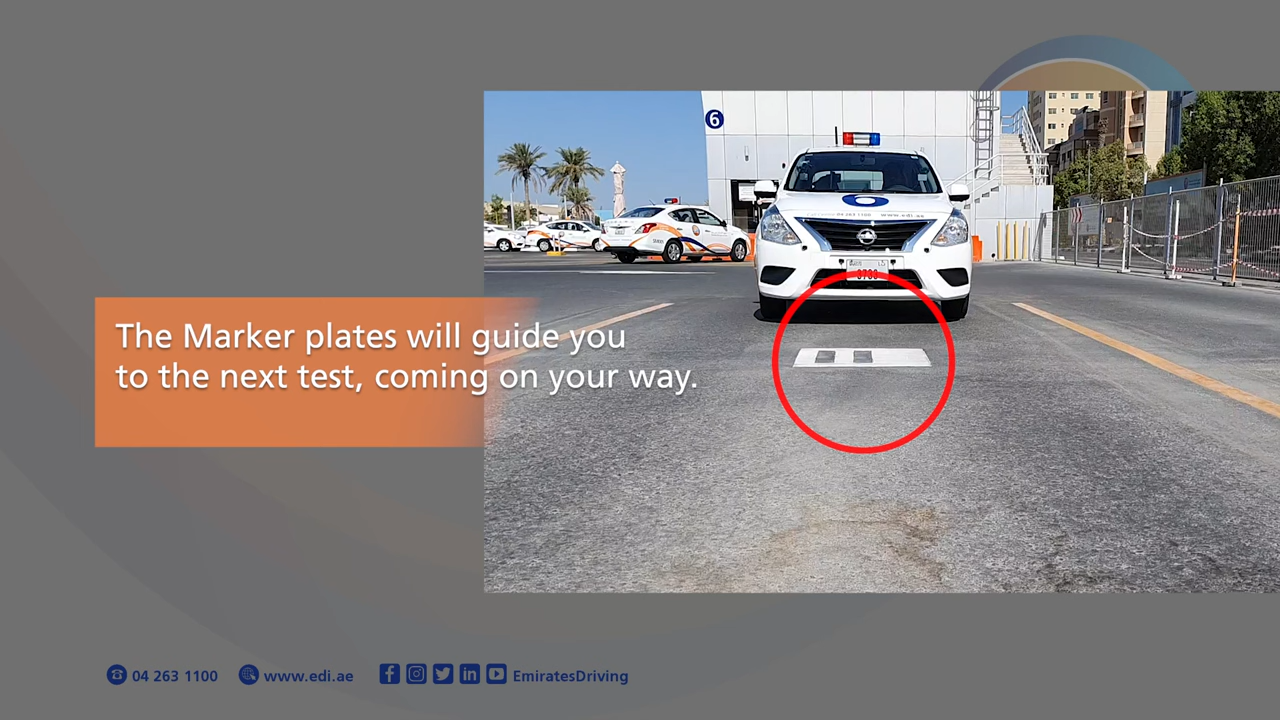 6
The Marker plates will guide you
to the next test, coming on your way.
04 263 1100 www.edi.ae EmiratesDriving